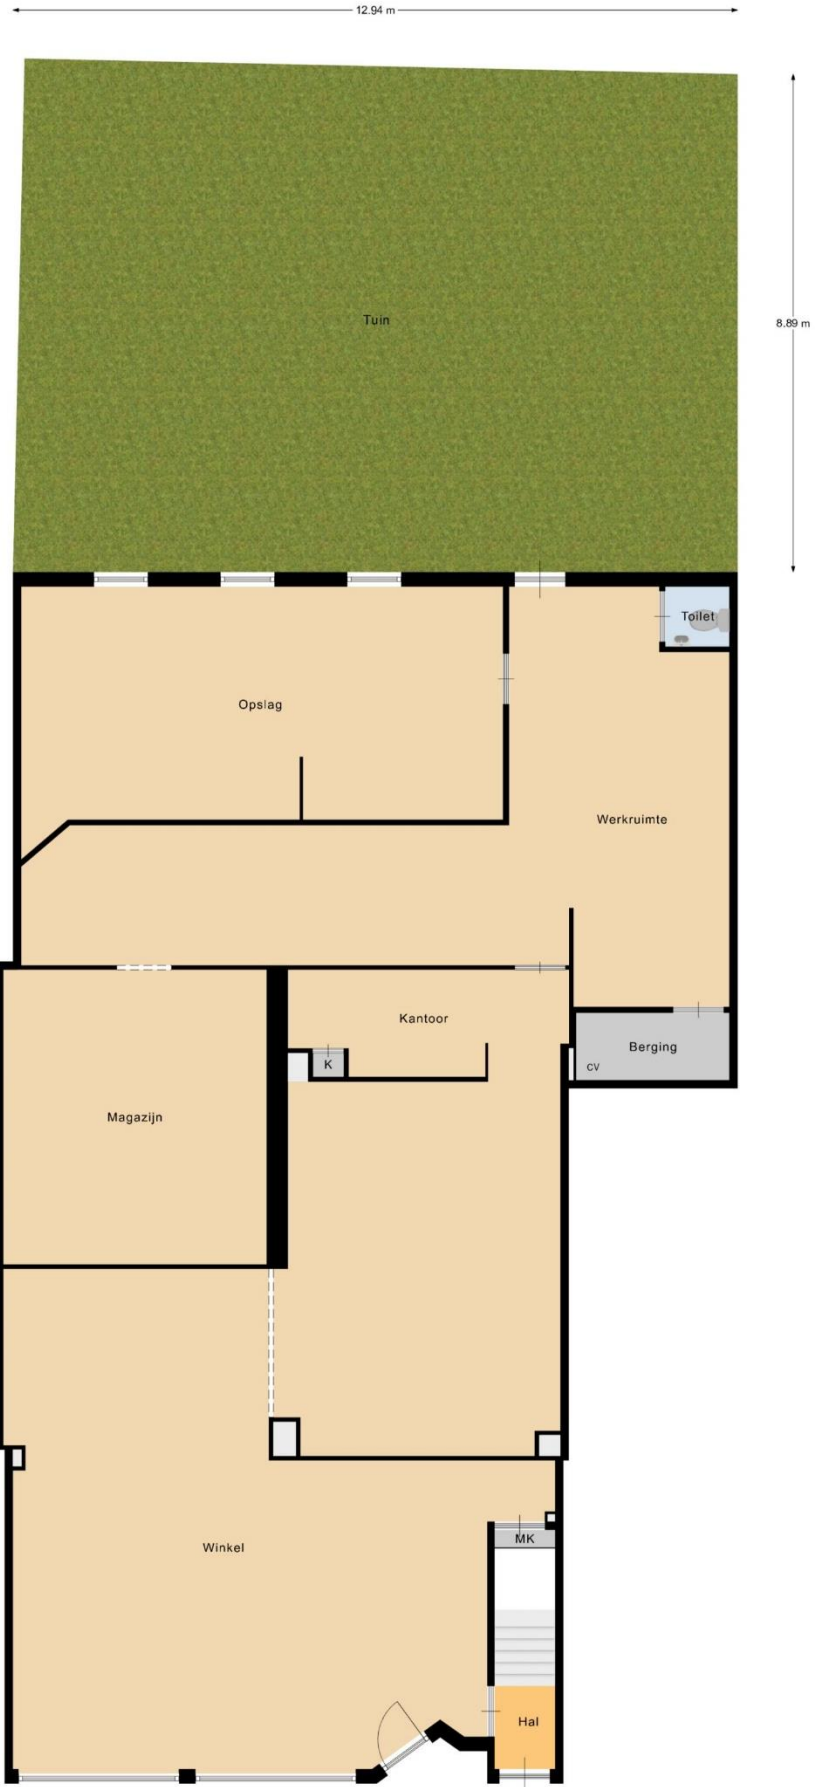 12.94 m
Tuin
8.89 m
Toilet
Opslag
Werkruimte
Kantoor
Berging
K
CV
Magazijn
MK
Winkel
Hal